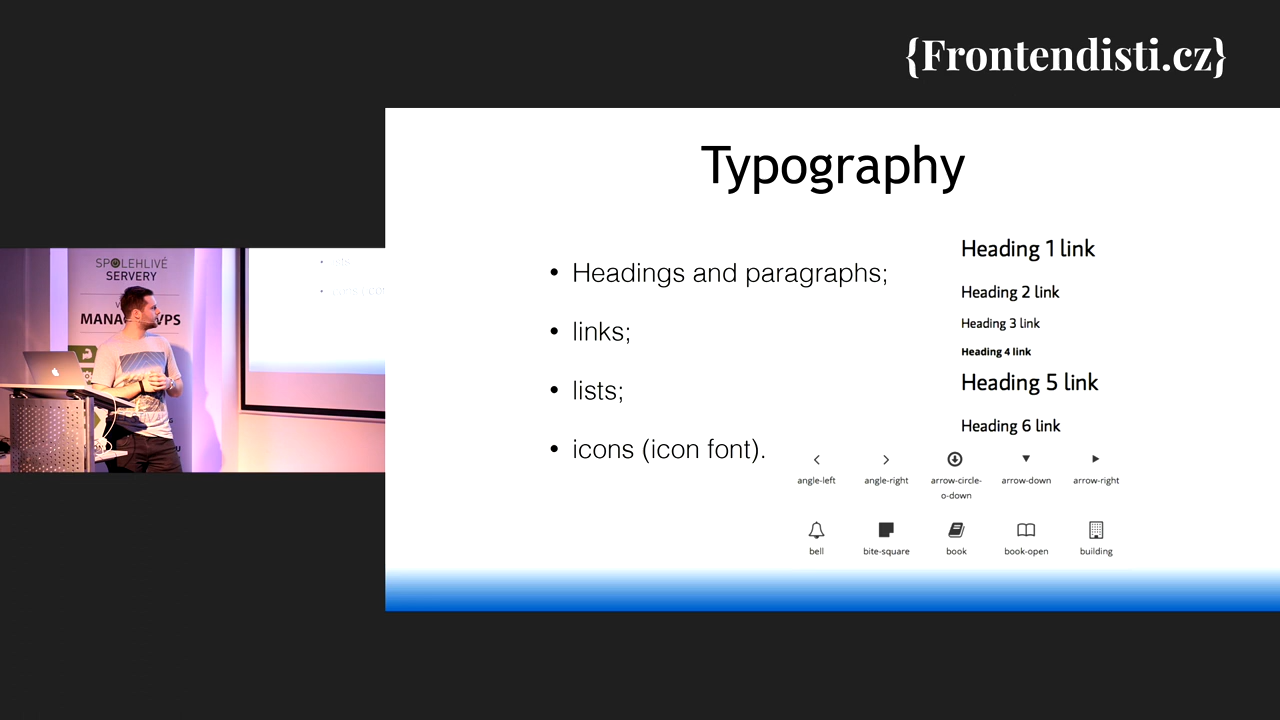 {Frontendisti.cz}
Typography
• Headings and paragraphs;
• links;
• lists;
• icons (icon font).
Heading 1 link
Heading 2 link
Heading 3 link
Heading 4 link
Heading 5 link
Heading 6 link
angle-left angle-right arrow-circle-o-down arrow-down arrow-right
bell bite-square book book-open building
SPOLEHLIVÉ
SERVERY